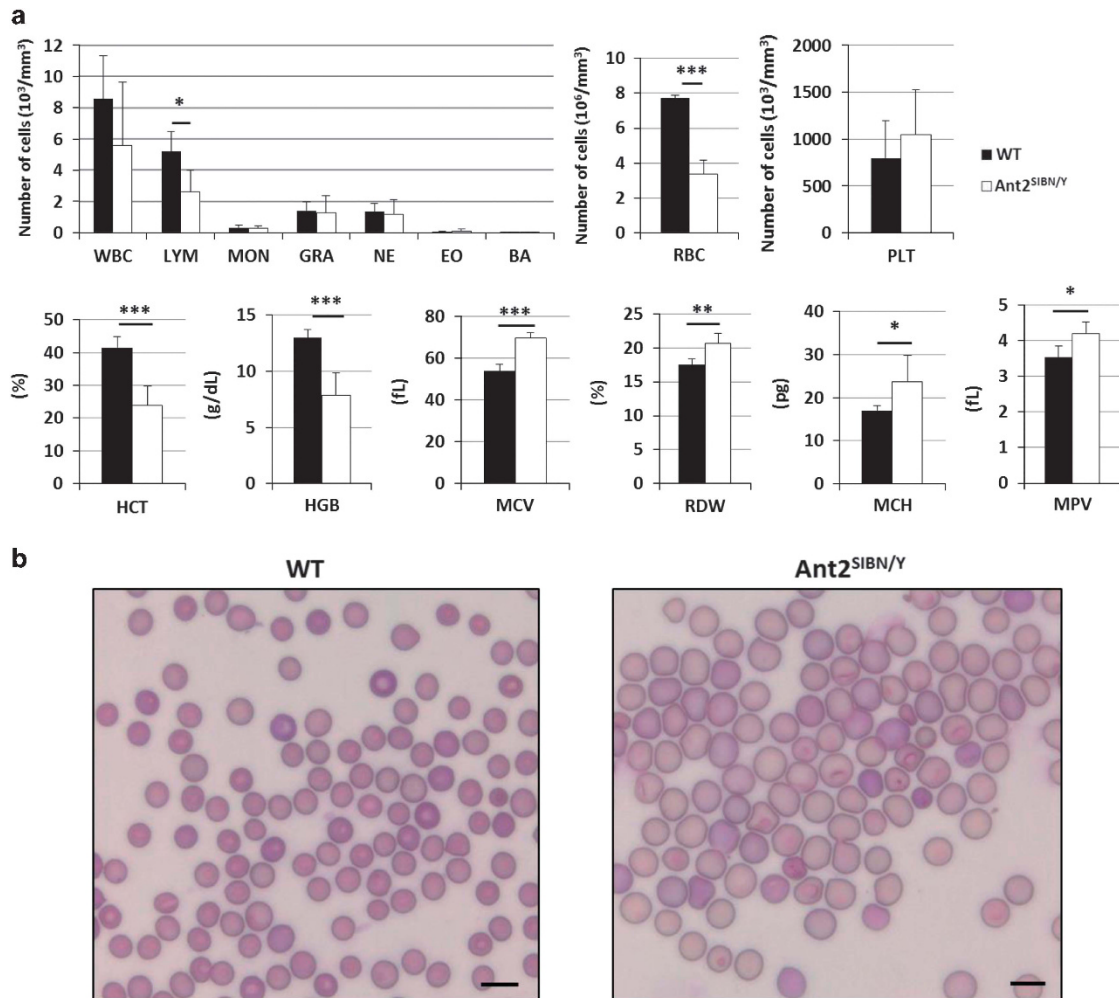 a
Number of cells (10³/mm³)
12
10
8
6
4
2
0
*
WBC LYM MON GRA NE EO BA
Number of cells (10⁶/mm³)
10
8
6
4
2
0
***
RBC
Number of cells (10³/mm³)
2000
1500
1000
500
0
PLT
WT
Ant2^SIBN/Y
(%)
50
40
30
20
10
0
***
HCT
(g/dL)
15
10
5
0
***
HGB
(fL)
80
60
40
20
0
***
MCV
(%)
25
20
15
10
5
0
**
RDW
(pg)
40
30
20
10
0
*
MCH
(fL)
5
4
3
2
1
0
*
MPV
b
WT Ant2^SIBN/Y